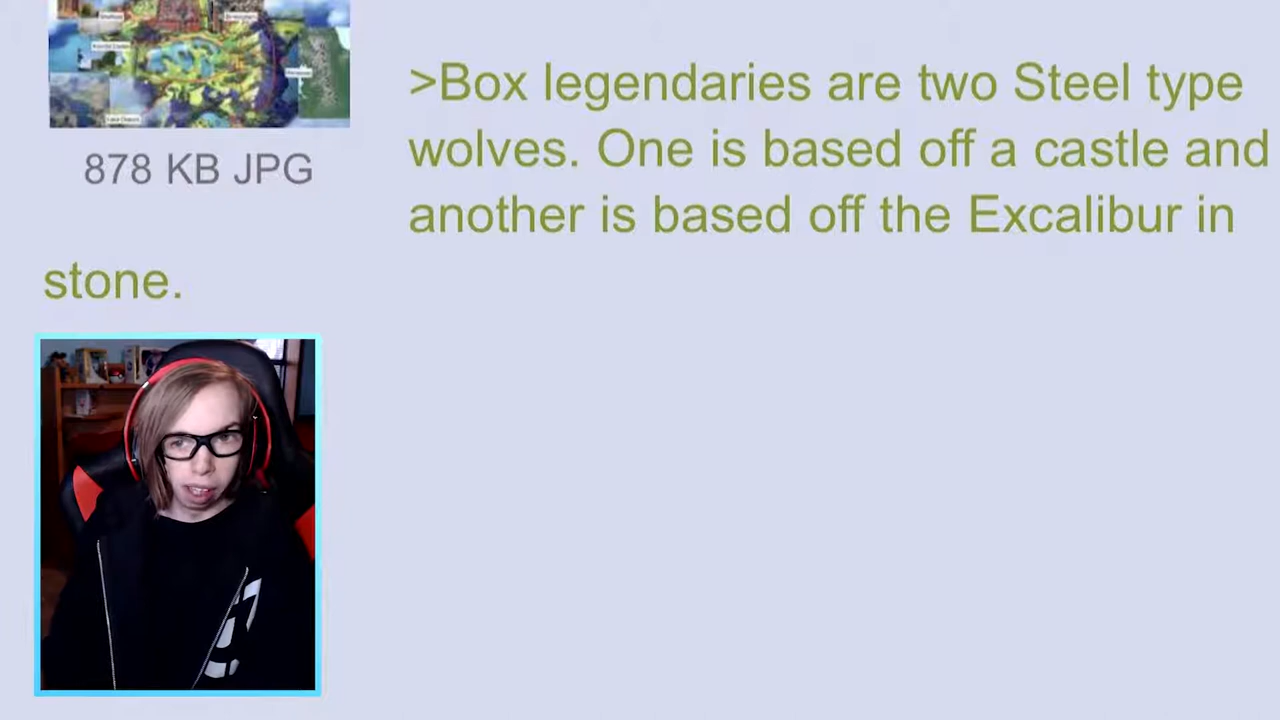 >Box legendaries are two Steel type
wolves. One is based off a castle and
878 KB JPG
another is based off the Excalibur in
stone.